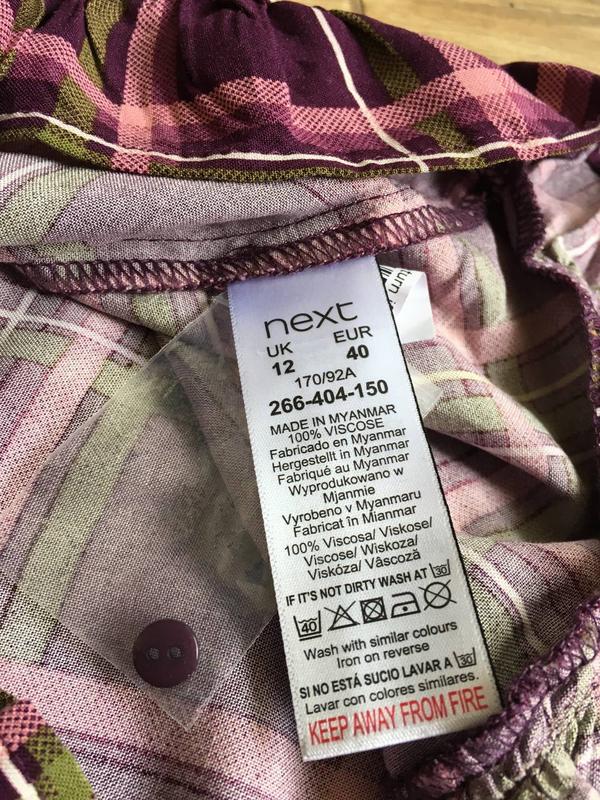 next
UK EUR
12 40
170/92A
266-404-150
MADE IN MYANMAR
100% VISCOSE
Fabricado en Myanmar
Hergestellt in Myanmar
Fabriqué au Myanmar
Wyprodukowano w
Mjanmie
Vyrobeno v Myanmaru
Fabricat în Mianmar
100% Viscosa/ Viskose/
Viscose/ Wiskoza/
Viskóza/ Vâscoză
IF IT'S NOT DIRTY WASH AT 30
40
Wash with similar colours
Iron on reverse
SI NO ESTÁ SUCIO LAVAR A 30
Lavar con colores similares.
KEEP AWAY FROM FIRE